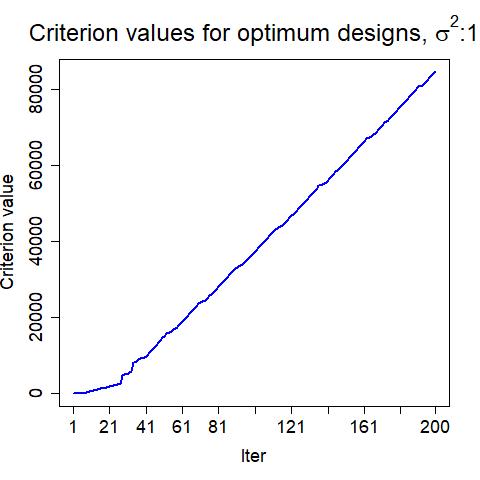 Criterion values for optimum designs, σ²:1
Criterion value
80000
60000
40000
20000
0
1 21 41 61 81 121 161 200
Iter